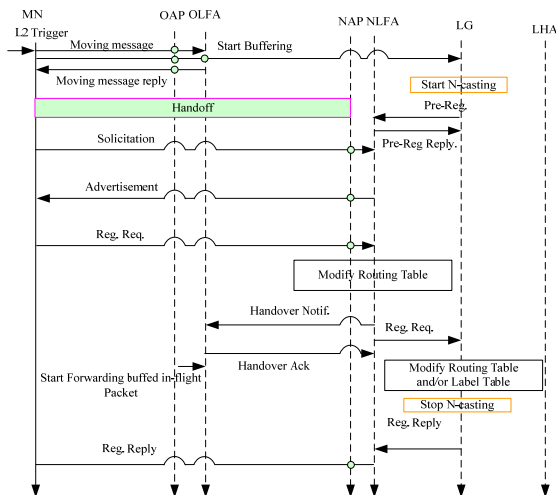 MN
OAP
OLFA
NAP
NLFA
LG
LHA
L2 Trigger
Moving message
Start Buffering
Moving message reply
Start N-casting
Handoff
Pre-Reg.
Solicitation
Pre-Reg Reply.
Advertisement
Reg. Req.
Modify Routing Table
Handover Notif.
Reg. Req.
Handover Ack
Start Forwarding buffed in-flight
Packet
Modify Routing Table
and/or Label Table
Stop N-casting
Reg. Reply
Reg. Reply